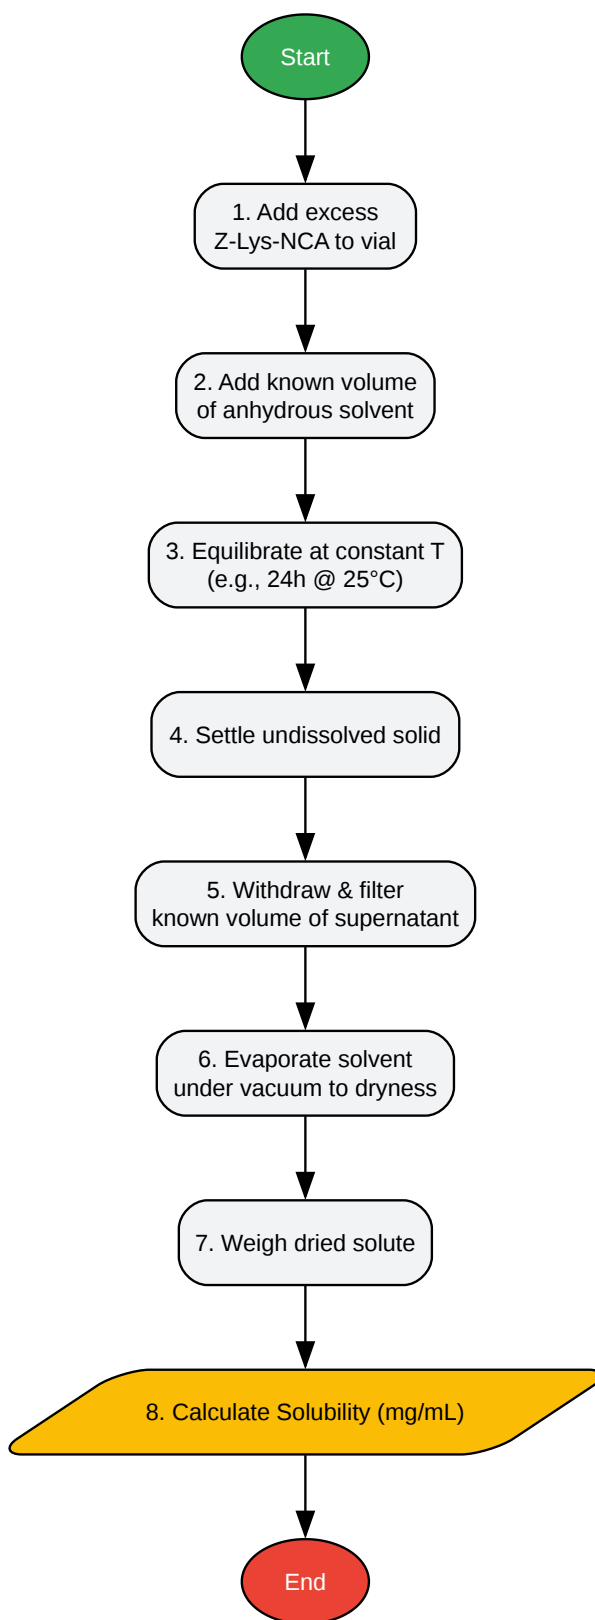 Start
1. Add excess
Z-Lys-NCA to vial
2. Add known volume
of anhydrous solvent
3. Equilibrate at constant T
(e.g., 24h @ 25°C)
4. Settle undissolved solid
5. Withdraw & filter
known volume of supernatant
6. Evaporate solvent
under vacuum to dryness
7. Weigh dried solute
8. Calculate Solubility (mg/mL)
End